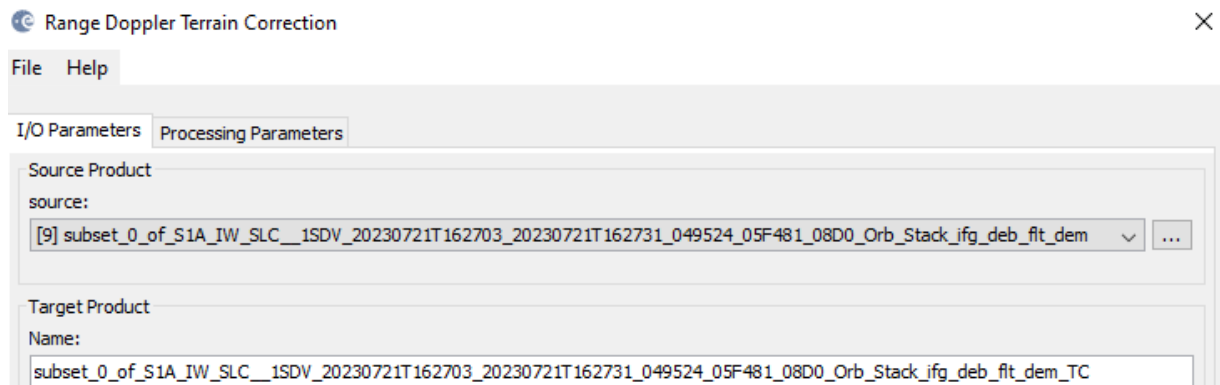 Range Doppler Terrain Correction
File Help
I/O Parameters Processing Parameters
Source Product
source:
[9] subset_0_of_S1A_IW_SLC__1SDV_20230721T162703_20230721T162731_049524_05F481_08D0_Orb_Stack_ifg_deb_flt_dem ...
Target Product
Name:
subset_0_of_S1A_IW_SLC__1SDV_20230721T162703_20230721T162731_049524_05F481_08D0_Orb_Stack_ifg_deb_flt_dem_TC